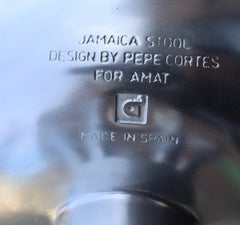 JAMAICA STOOL
DESIGN BY PEPE CORTES
FOR AMAT
MADE IN SPAIN